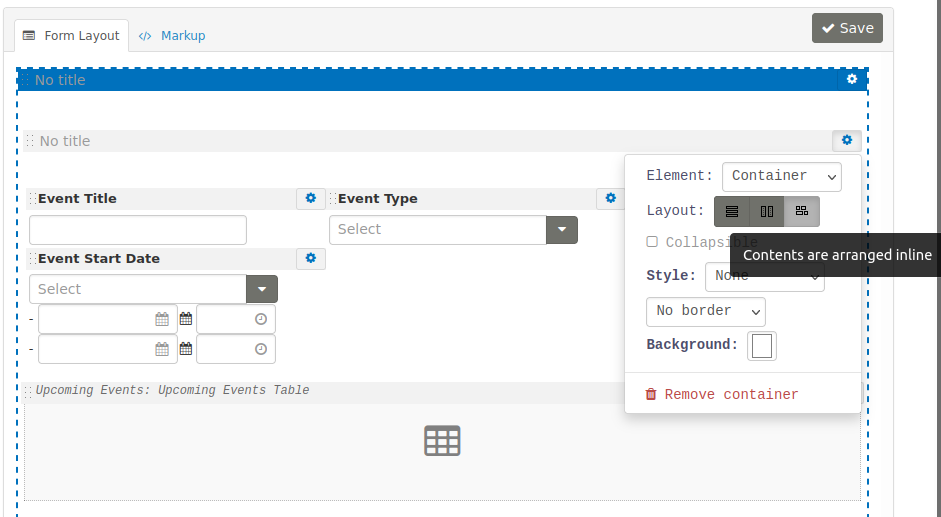 Form Layout
</> Markup
Save
No title
No title
Element: Container
Layout:
Collapsible
Contents are arranged inline
Style: None
No border
Background:
Remove container
Event Title
Event Type
Select
Event Start Date
Select
-
-
Upcoming Events: Upcoming Events Table